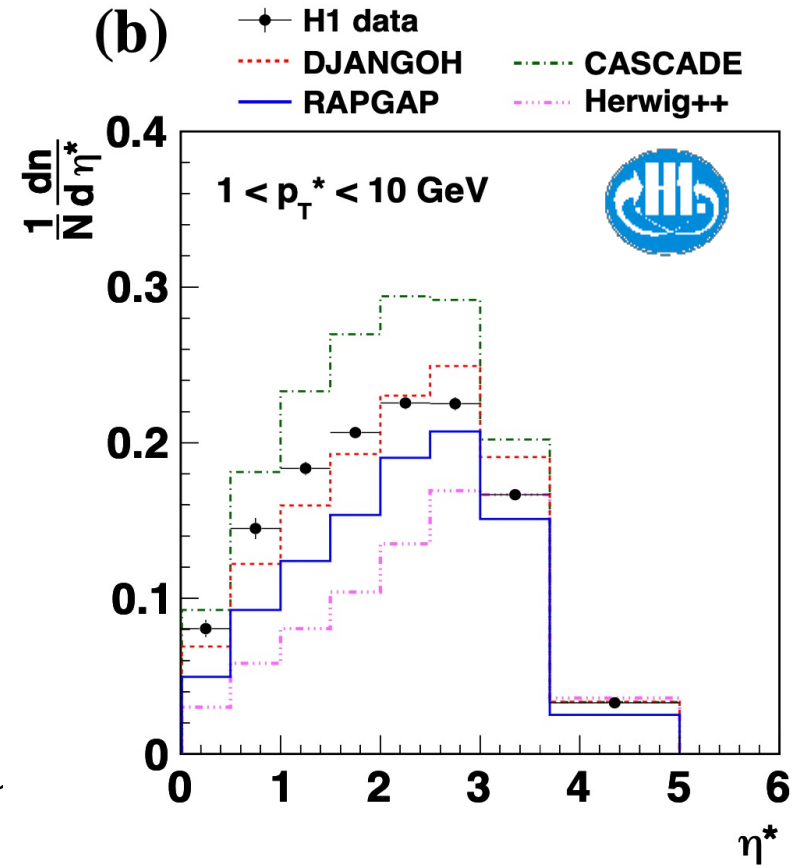 (b)
H1 data
DJANGOH
CASCADE
RAPGAP
Herwig++
1/N dn/dη*
1 < p_T* < 10 GeV
H1
0.4
0.3
0.2
0.1
0
0 1 2 3 4 5 6
η*